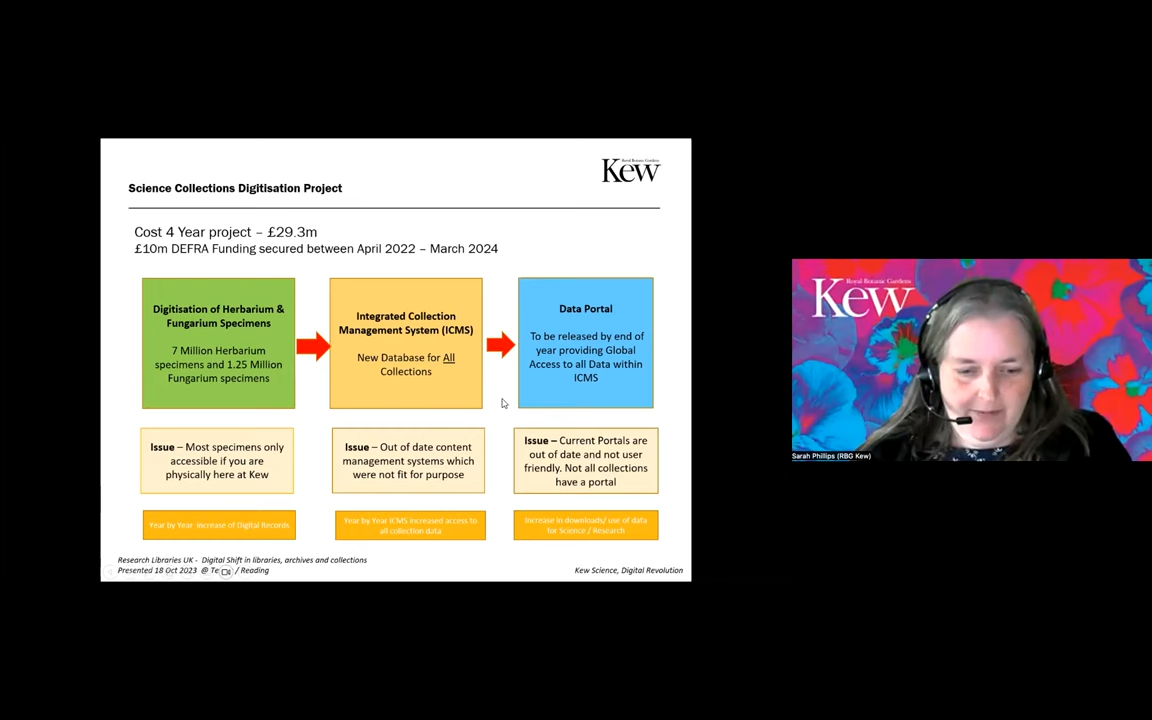 Royal Botanic Gardens
Kew
Science Collections Digitisation Project
Cost 4 Year project – £29.3m
£10m DEFRA Funding secured between April 2022 – March 2024
Digitisation of Herbarium &
Fungarium Specimens
7 Million Herbarium
specimens and 1.25 Million
Fungarium specimens
Integrated Collection
Management System (ICMS)
New Database for All
Collections
Data Portal
To be released by end of
year providing Global
Access to all Data within
ICMS
Issue – Most specimens only
accessible if you are
physically here at Kew
Issue – Out of date content
management systems which
were not fit for purpose
Issue – Current Portals are
out of date and not user
friendly. Not all collections
have a portal
Year by Year Increase of Digital Records
Year by Year ICMS increased access to
all collection data
Increase in downloads/ use of data
for Science / Research
Research Libraries UK - Digital Shift in libraries, archives and collections
Presented 18 Oct 2023 @ / Reading
Kew Science, Digital Revolution
Royal Botanic Gardens
Kew
Sarah Phillips (RBG Kew)